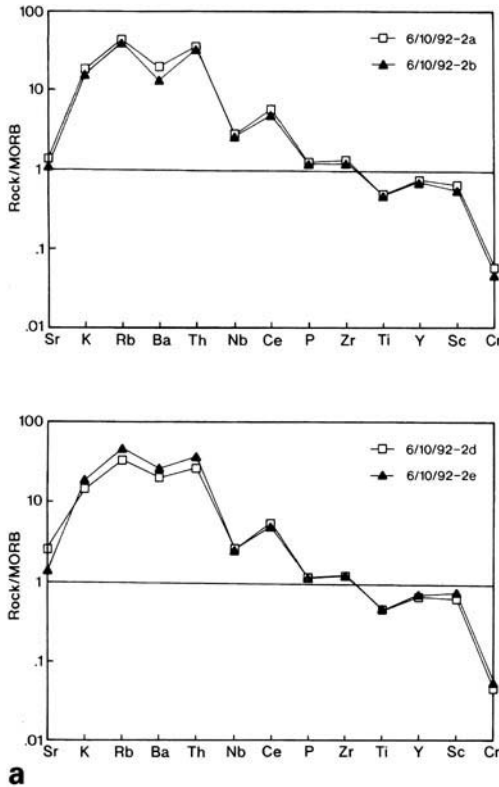 100
6/10/92-2a
6/10/92-2b
10
Rock/MORB
1
.1
.01
Sr K Rb Ba Th Nb Ce P Zr Ti Y Sc Cr
100
6/10/92-2d
6/10/92-2e
10
Rock/MORB
1
.1
.01
Sr K Rb Ba Th Nb Ce P Zr Ti Y Sc Cr
a